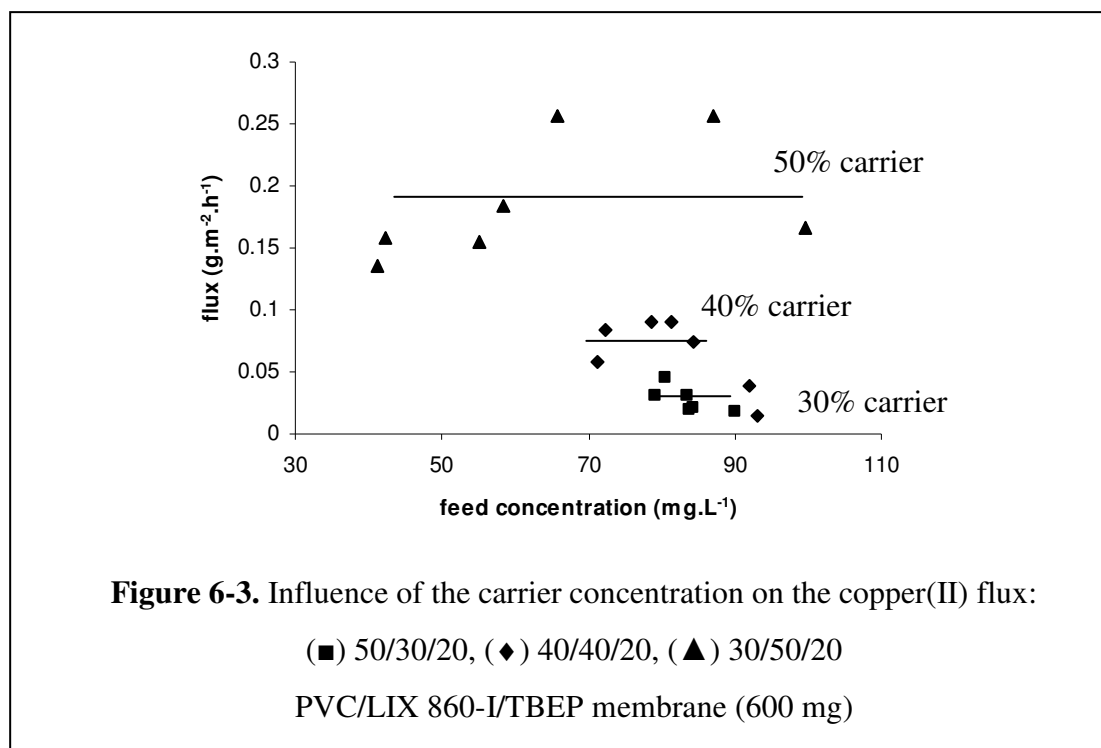 0.3
0.25
0.2
0.15
0.1
0.05
0
flux (g.m⁻².h⁻¹)
50% carrier
40% carrier
30% carrier
30 50 70 90 110
feed concentration (mg.L⁻¹)
Figure 6-3. Influence of the carrier concentration on the copper(II) flux:
(■) 50/30/20, (♦) 40/40/20, (▲) 30/50/20
PVC/LIX 860-I/TBEP membrane (600 mg)